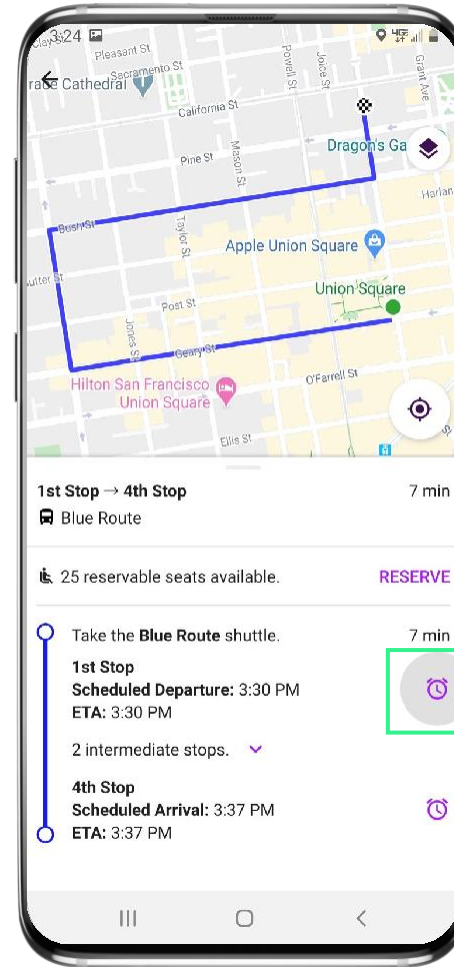 3:24
Clay St
Pleasant St
Sacramento St
Powell St
Joice St
Grant Ave
Cathedral
California St
Mason St
Pine St
Dragon's Ga
Harlan
Bush St
Taylor St
Apple Union Square
utter St
Union Square
Post St
Jones St
Geary St
Hilton San Francisco
Union Square
O'Farrell St
Ellis St
1st Stop → 4th Stop
7 min
Blue Route
25 reservable seats available.
RESERVE
Take the Blue Route shuttle.
7 min
1st Stop
Scheduled Departure: 3:30 PM
ETA: 3:30 PM
2 intermediate stops.
4th Stop
Scheduled Arrival: 3:37 PM
ETA: 3:37 PM